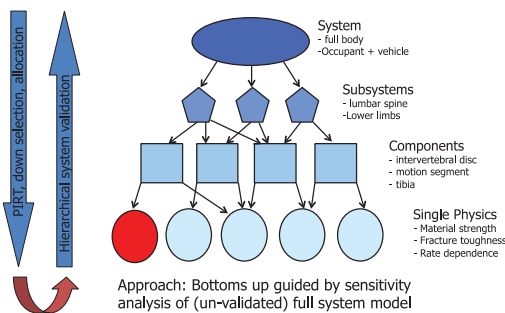 System
- full body
-Occupant + vehicle
Subsystems
- lumbar spine
-Lower limbs
Components
- intervertebral disc
- motion segment
- tibia
Single Physics
- Material strength
- Fracture toughness
- Rate dependence
PIRT, down selection, allocation
Hierarchical system validation
Approach: Bottoms up guided by sensitivity
analysis of (un-validated) full system model